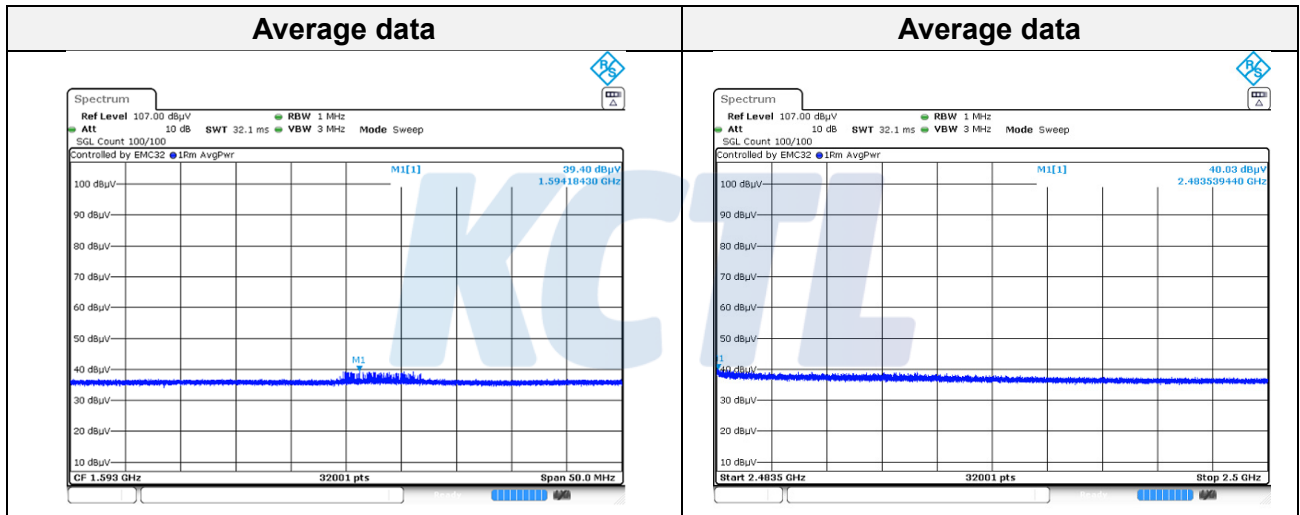 Average data
Average data
R&S
Spectrum
Ref Level 107.00 dBµV RBW 1 MHz
Att 10 dB SWT 32.1 ms VBW 3 MHz Mode Sweep
SGL Count 100/100
Controlled by EMC32 1Rm AvgPwr
M1[1] 39.40 dBµV
1.59418430 GHz
100 dBµV
90 dBµV
80 dBµV
70 dBµV
60 dBµV
50 dBµV
M1
40 dBµV
30 dBµV
20 dBµV
10 dBµV
CF 1.593 GHz 32001 pts Span 50.0 MHz
Ready
R&S
Spectrum
Ref Level 107.00 dBµV RBW 1 MHz
Att 10 dB SWT 32.1 ms VBW 3 MHz Mode Sweep
SGL Count 100/100
Controlled by EMC32 1Rm AvgPwr
M1[1] 40.03 dBµV
2.483539440 GHz
100 dBµV
90 dBµV
80 dBµV
70 dBµV
60 dBµV
50 dBµV
40 dBµV
30 dBµV
20 dBµV
10 dBµV
Start 2.4835 GHz 32001 pts Stop 2.5 GHz
Ready
KCTL